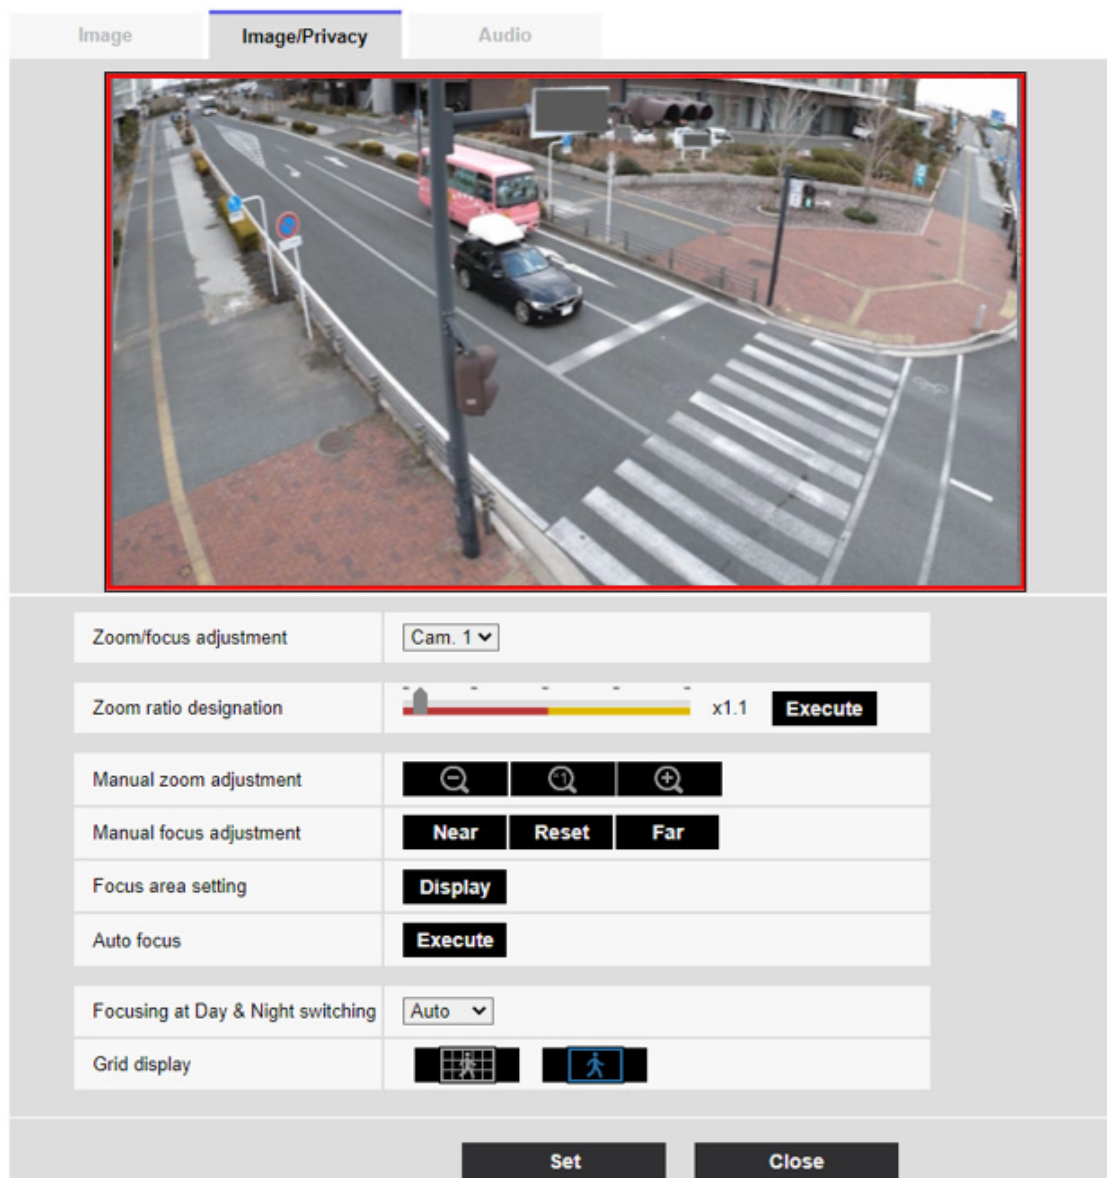 Image Image/Privacy Audio
Zoom/focus adjustment Cam. 1
Zoom ratio designation x1.1 Execute
Manual zoom adjustment
Manual focus adjustment Near Reset Far
Focus area setting Display
Auto focus Execute
Focusing at Day & Night switching Auto
Grid display
Set Close